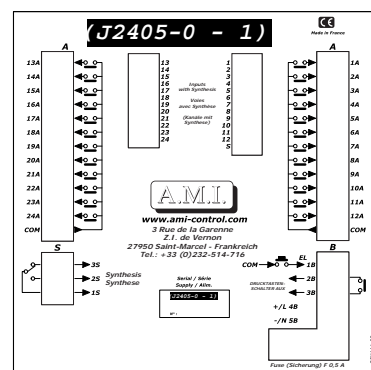 (J2405-0 - 1)
CE
Made in France
A
A
13A
14A
15A
16A
17A
18A
19A
20A
21A
22A
23A
24A
COM
13
14
15
16
17
18
19
20
21
22
23
24
Inputs
with Synthesis
Voies
avec Synthèse
(Kanäle mit
Synthese)
1
2
3
4
5
6
7
8
9
10
11
12
S
1A
2A
3A
4A
5A
6A
7A
8A
9A
10A
11A
12A
COM
A.M.I.
www.ami-control.com
3 Rue de la Garenne
Z.I. de Vernon
27950 Saint-Marcel - Frankreich
Tel.: +33 (0)232-514-716
S
3S
2S
1S
Synthesis
Synthese
Serial / Série
Supply / Alim.
(J2405-0 - 1)
N° :
B
COM
EL
1B
2B
3B
DRUCKTASTEN-
SCHALTER AUX
+/L 4B
-/N 5B
Fuse (Sicherung) F 0,5 A